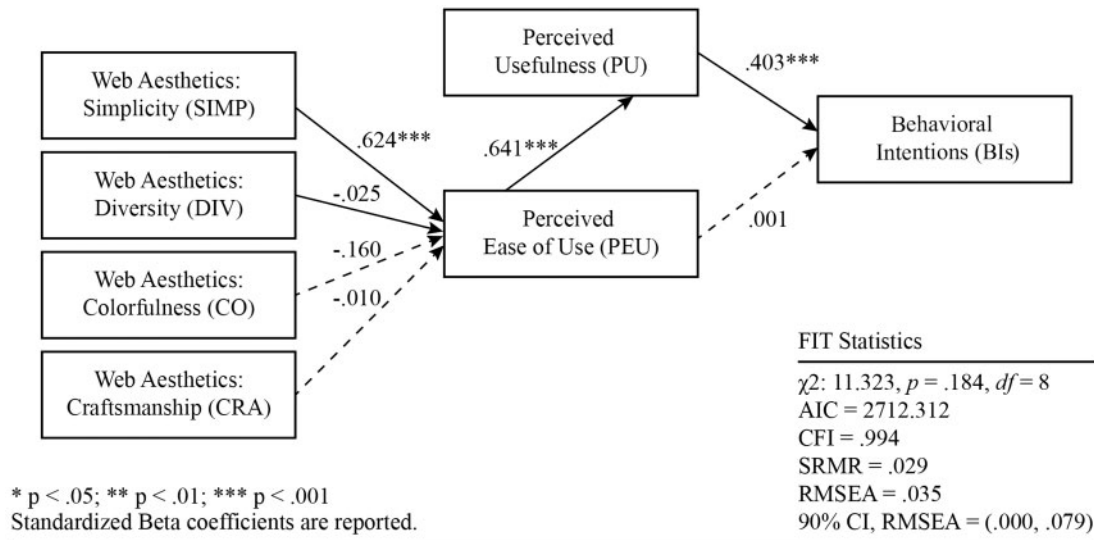 Web Aesthetics:
Simplicity (SIMP)
Web Aesthetics:
Diversity (DIV)
Web Aesthetics:
Colorfulness (CO)
Web Aesthetics:
Craftsmanship (CRA)
.624***
-.025
-.160
-.010
Perceived
Usefulness (PU)
.641***
Perceived
Ease of Use (PEU)
.403***
.001
Behavioral
Intentions (BIs)
FIT Statistics
χ2: 11.323, p = .184, df = 8
AIC = 2712.312
CFI = .994
SRMR = .029
RMSEA = .035
90% CI, RMSEA = (.000, .079)
* p < .05; ** p < .01; *** p < .001
Standardized Beta coefficients are reported.